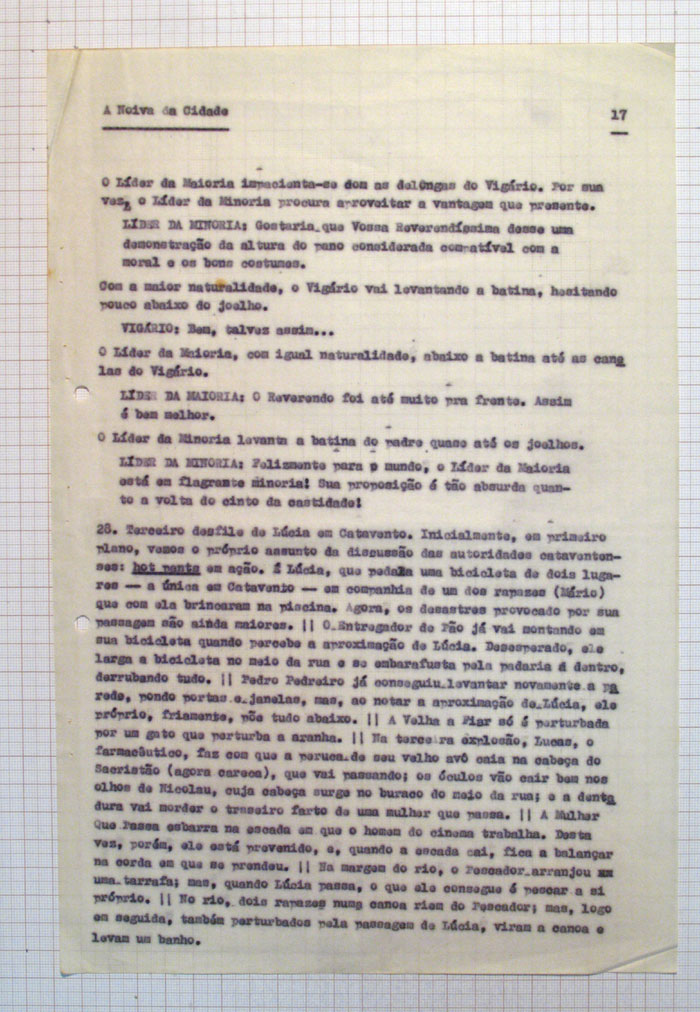 A Noiva da Cidade
17
O Líder da Maioria impacienta-se dom as delongas do Vigário. Por sua
vez, o Líder da Minoria procura aproveitar a vantagem que presente.
LÍDER DA MINORIA: Gostaria que Vossa Reverendíssima desse uma
demonstração da altura do pano considerada compatível com a
moral e os bons costumes.
Com a maior naturalidade, o Vigário vai levantando a batina, hesitando
pouco abaixo do joelho.
VIGÁRIO: Bem, talvez assim...
O Líder da Maioria, com igual naturalidade, abaixo a batina até as cane
las do Vigário.
LÍDER DA MAIORIA: O Reverendo foi até muito pra frente. Assim
é bem melhor.
O Líder da Minoria levanta a batina do padre quase até os joelhos.
LÍDER DA MINORIA: Felizmente para o mundo, o Líder da Maioria
está em flagrante minoria! Sua proposição é tão absurda quan-
to a volta do cinto da castidade!
28. Terceiro desfile de Lúcia em Catavento. Inicialmente, em primeiro
plano, vemos o próprio assunto da discussão das autoridades cataventen-
ses: hot pants em ação. É Lúcia, que pedala uma bicicleta de dois luga-
res — a única em Catavento — em companhia de um dos rapazes (Mário)
que com ela brincaram na piscina. Agora, os desastres provocado por sua
passagem são ainda maiores. || O Entregador de Pão já vai montando em
sua bicicleta quando percebe a aproximação de Lúcia. Desesperado, ele
larga a bicicleta no meio da rua e se embarafusta pela padaria á dentro,
derrubando tudo. || Pedro Pedreiro já conseguiu levantar novamente a pa
rede, pondo portas e janelas, mas, ao notar a aproximação de Lúcia, ele
próprio, friamente, põe tudo abaixo. || A Velha a Fiar só é perturbada
por um gato que perturba a aranha. || Na terceira explosão, Lucas, o
farmacêutico, faz com que a peruca de seu velho avô caia na cabeça do
Sacristão (agora careca), que vai passando; os óculos vão cair bem nos
olhos de Nicolau, cuja cabeça surge no buraco do meio da rua; e a denta
dura vai morder o traseiro farto de uma mulher que passa. || A Mulher
Que Passa esbarra na escada em que o homem do cinema trabalha. Desta
vez, porém, ele está prevenido, e, quando a escada cai, fica a balançar
na corda em que se prendeu. || Na margem do rio, o Pescador arranjou xx
uma tarrafa; mas, quando Lúcia passa, o que ele consegue é pescar a si
próprio. || No rio, dois rapazes numa canoa riem do Pescador; mas, logo
em seguida, também perturbados pela passagem de Lúcia, viram a canoa e
levam um banho.